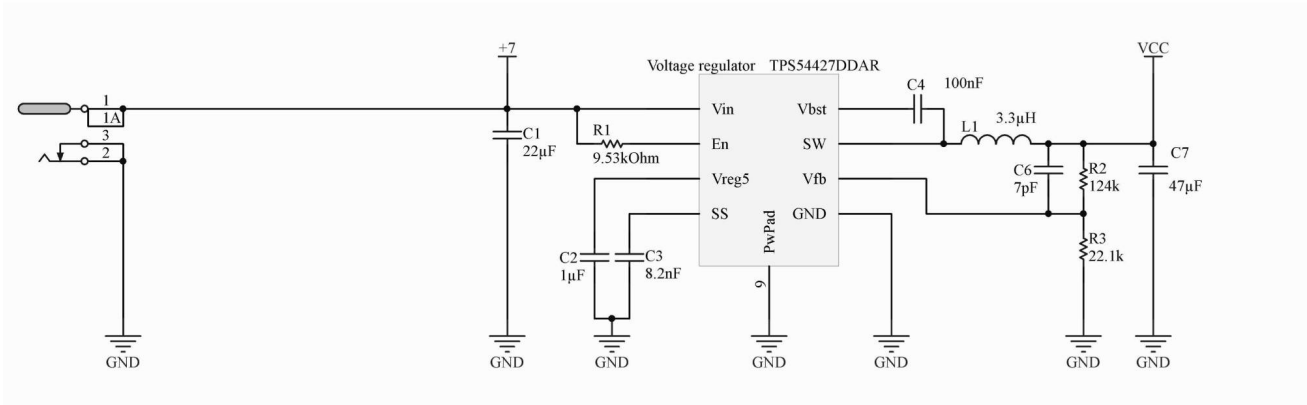 +7
VCC
Voltage regulator TPS54427DDAR
1
1A
3
2
C1
22µF
R1
9.53kOhm
Vin
En
Vreg5
SS
Vbst
SW
Vfb
GND
PwPad
9
C2
1µF
C3
8.2nF
C4
100nF
L1
3.3µH
C6
7pF
R2
124k
C7
47µF
R3
22.1k
GND
GND
GND
GND
GND
GND
GND